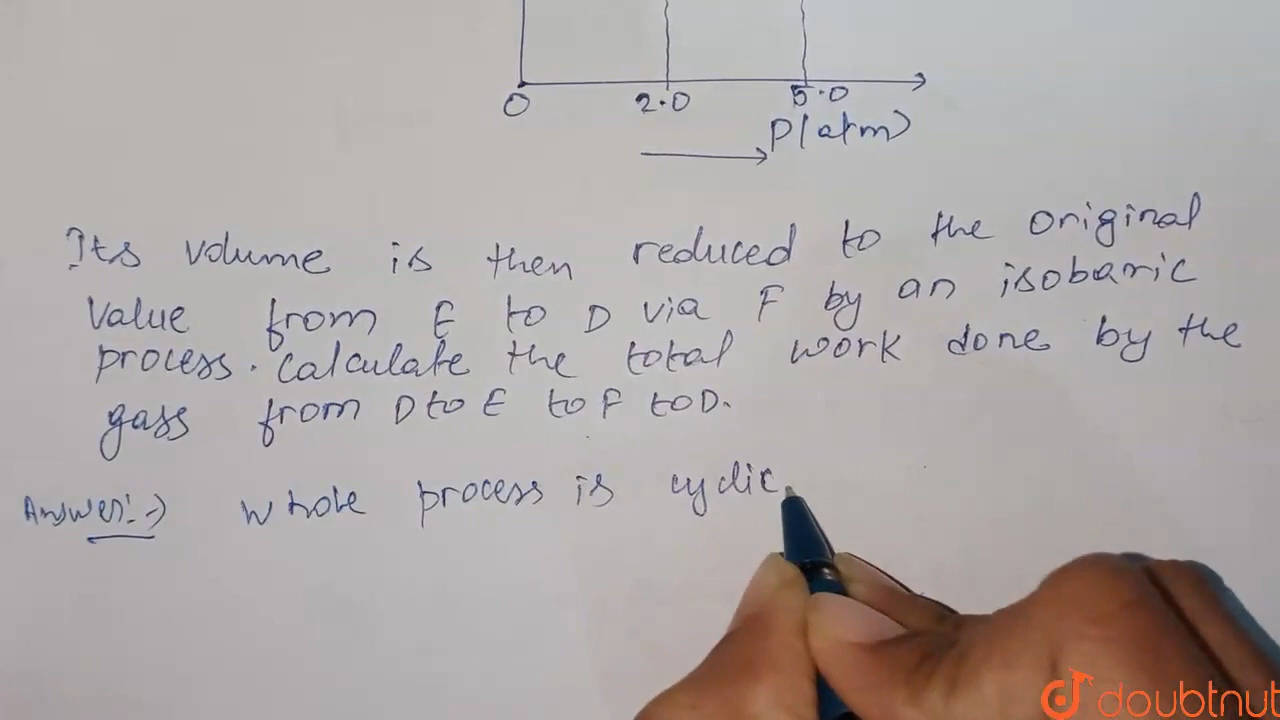 0 2.0 5.0
P(atm)
Its volume is then reduced to the original
value from E to D via F by an isobaric
process. Calculate the total work done by the
gass from D to E to F to D.
Answer:-) whole process is cyclic
doubtnut